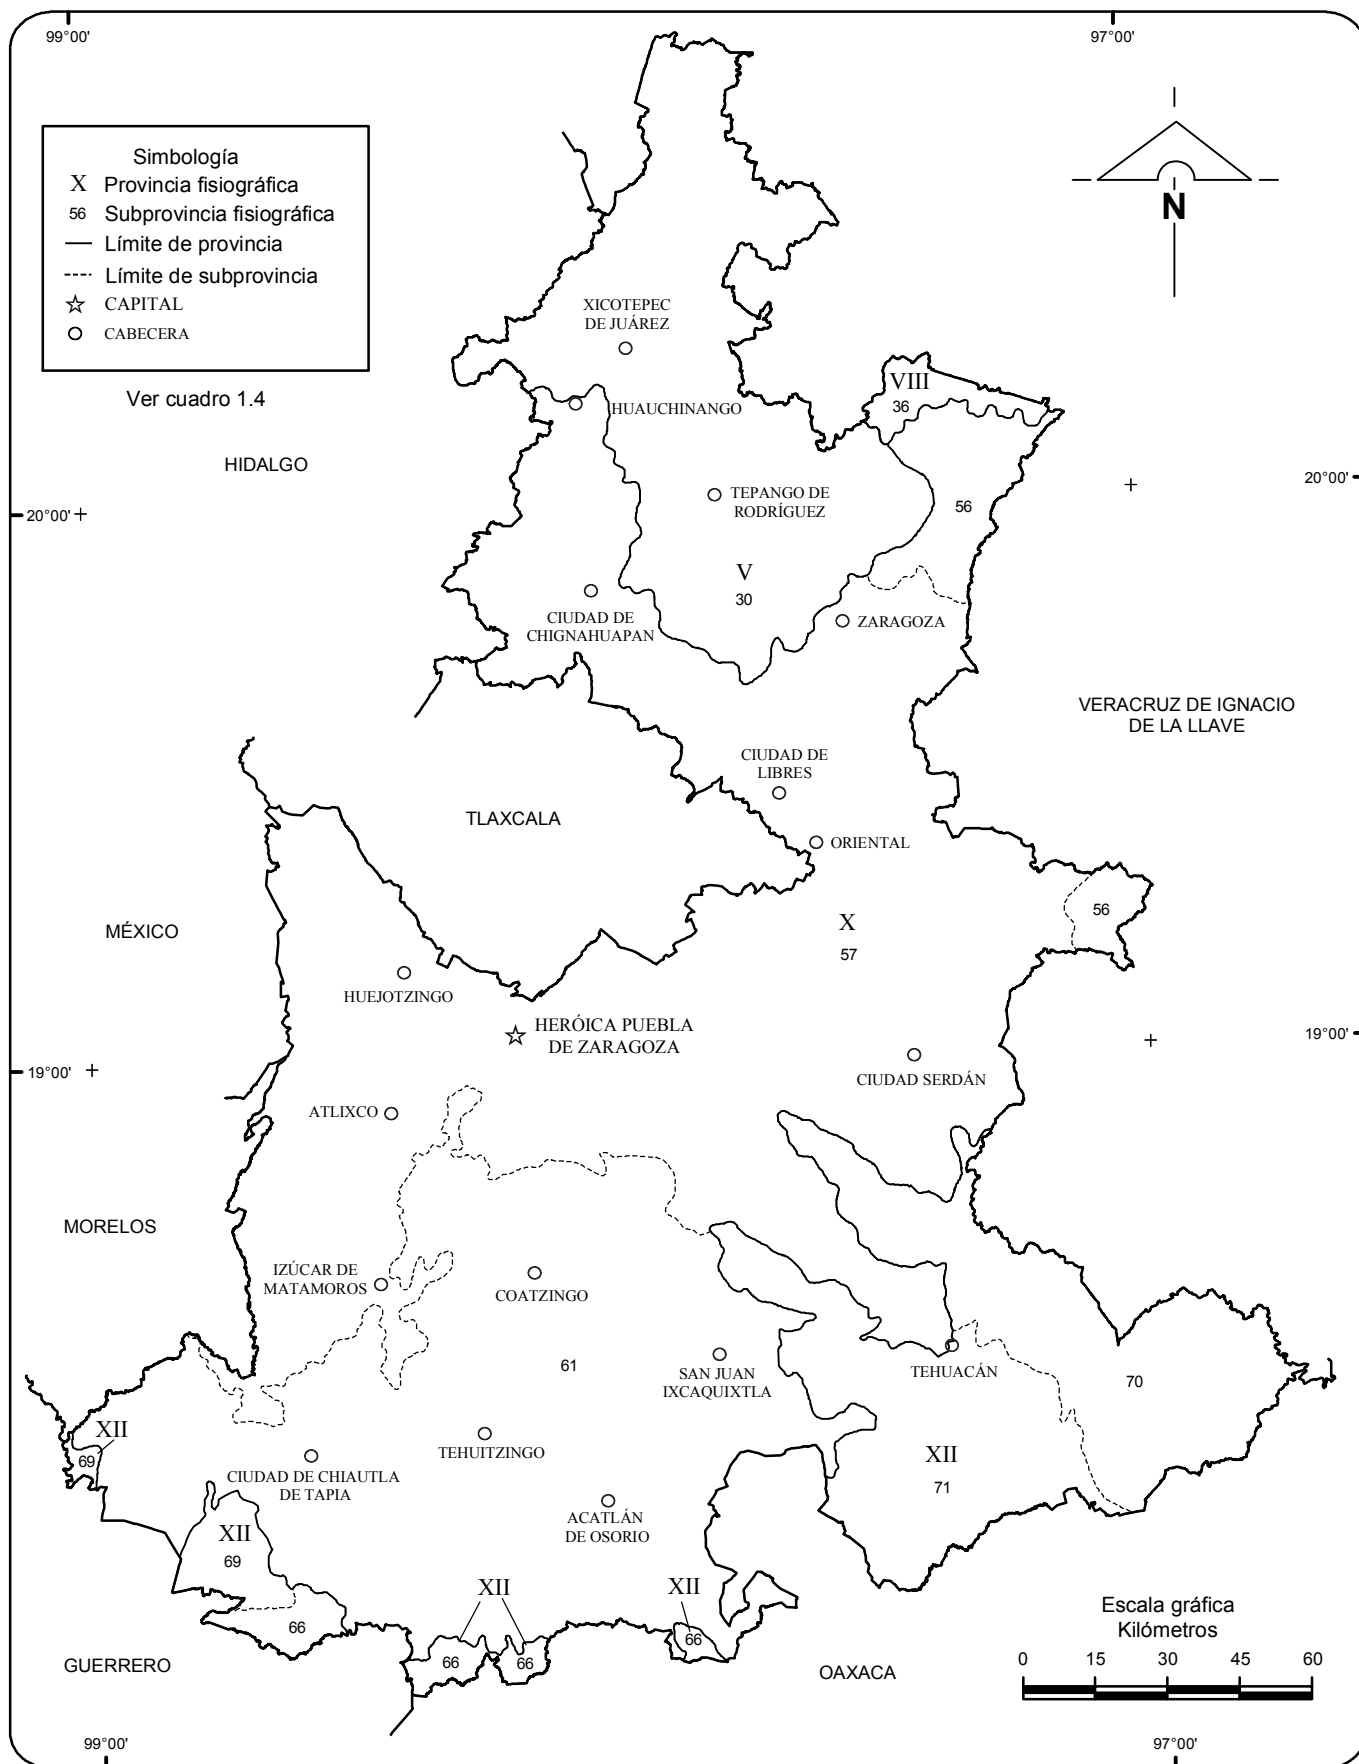 99°00'
97°00'
Simbología
X Provincia fisiográfica
56 Subprovincia fisiográfica
Límite de provincia
Límite de subprovincia
CAPITAL
CABECERA
Ver cuadro 1.4
N
XICOTEPEC
DE JUÁREZ
VIII
36
HUAUCHINANGO
HIDALGO
20°00'
TEPANGO DE
RODRÍGUEZ
56
20°00'
V
30
CIUDAD DE
CHIGNAHUAPAN
ZARAGOZA
VERACRUZ DE IGNACIO
DE LA LLAVE
CIUDAD DE
LIBRES
TLAXCALA
ORIENTAL
MÉXICO
X
57
56
HUEJOTZINGO
HERÓICA PUEBLA
DE ZARAGOZA
19°00'
19°00'
CIUDAD SERDÁN
ATLIXCO
MORELOS
IZÚCAR DE
MATAMOROS
COATZINGO
61
SAN JUAN
IXCAQUIXTLA
TEHUACÁN
70
XII
69
TEHUITZINGO
CIUDAD DE CHIAUTLA
DE TAPIA
XII
71
ACATLÁN
DE OSORIO
XII
69
XII
XII
66
66
66
66
GUERRERO
OAXACA
Escala gráfica
Kilómetros
0 15 30 45 60
99°00'
97°00'